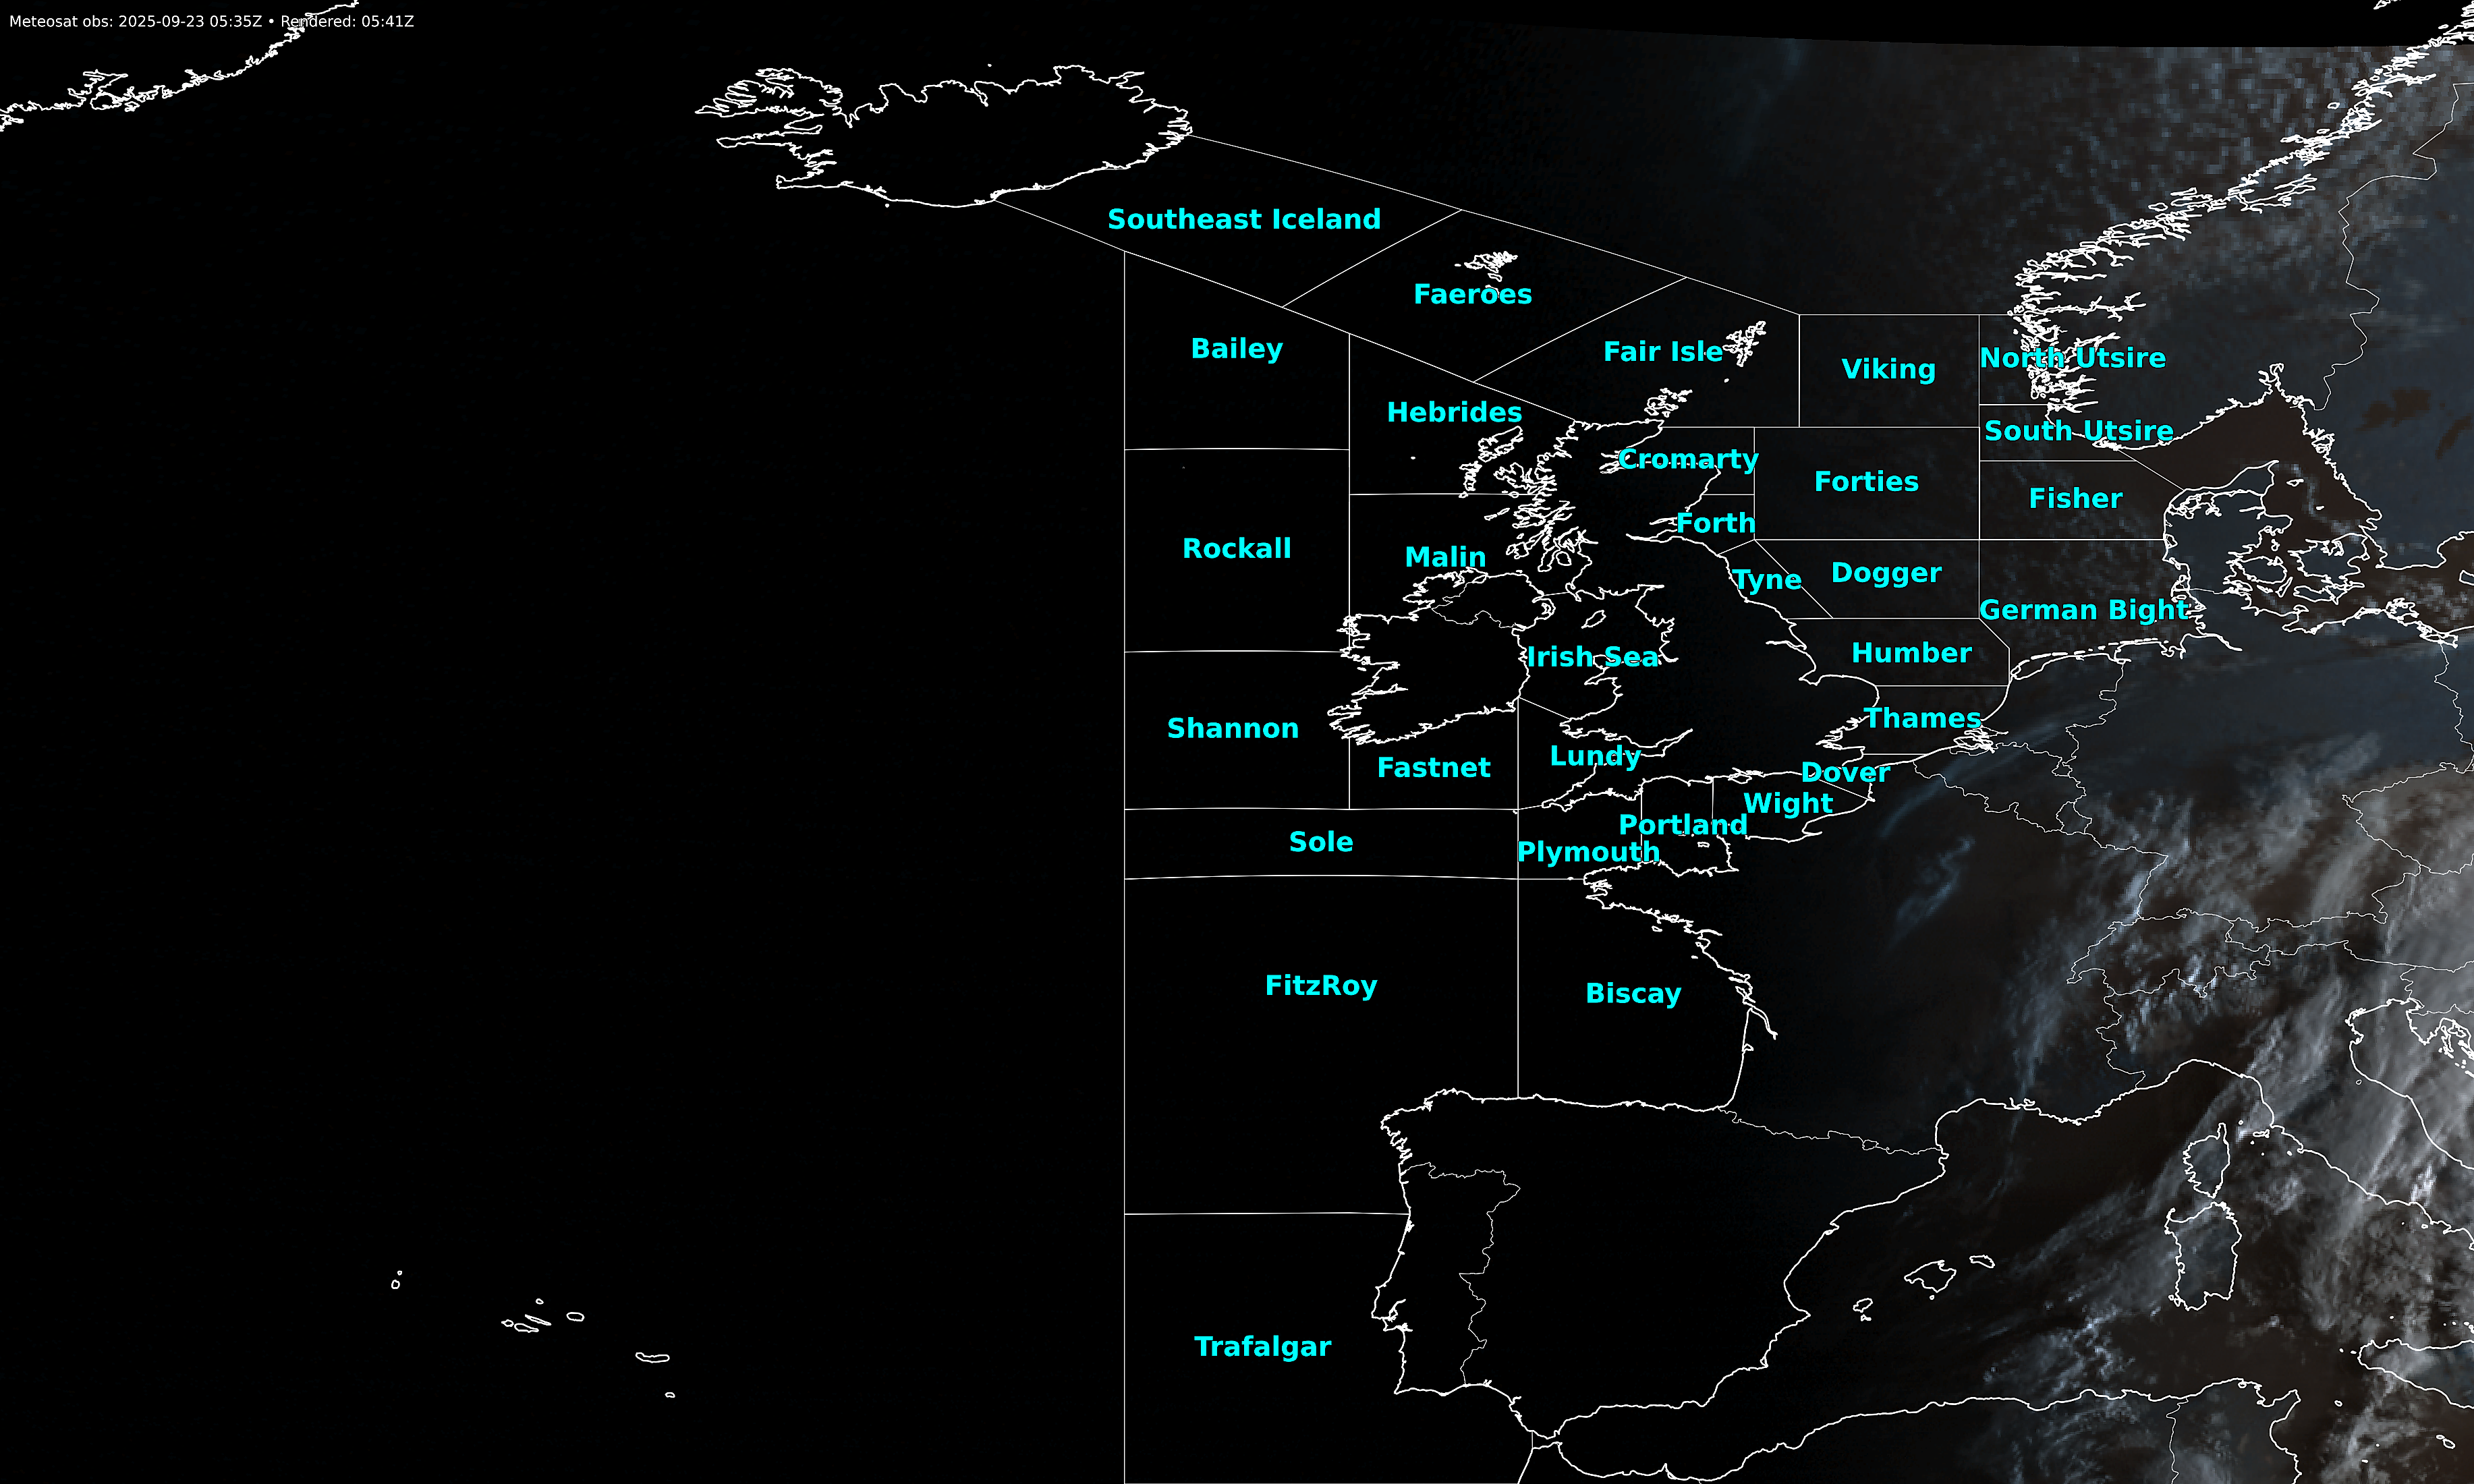 Meteosat obs: 2025-09-23 05:35Z • Rendered: 05:41Z
Southeast Iceland
Faeroes
Bailey
Fair Isle
Viking
North Utsire
Hebrides
South Utsire
Cromarty
Forties
Fisher
Forth
Rockall
Malin
Tyne
Dogger
German Bight
Irish Sea
Humber
Shannon
Thames
Fastnet
Lundy
Dover
Wight
Portland
Sole
Plymouth
FitzRoy
Biscay
Trafalgar